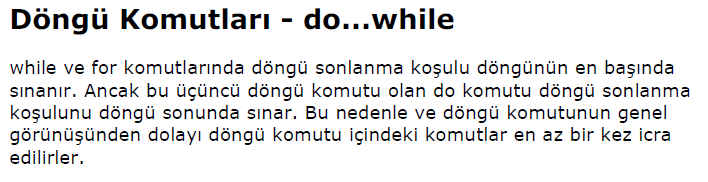 Döngü Komutları - do...while
while ve for komutlarında döngü sonlanma koşulu döngünün en başında
sınanır. Ancak bu üçüncü döngü komutu olan do komutu döngü sonlanma
koşulunu döngü sonunda sınar. Bu nedenle ve döngü komutunun genel
görünüşünden dolayı döngü komutu içindeki komutlar en az bir kez icra
edilirler.